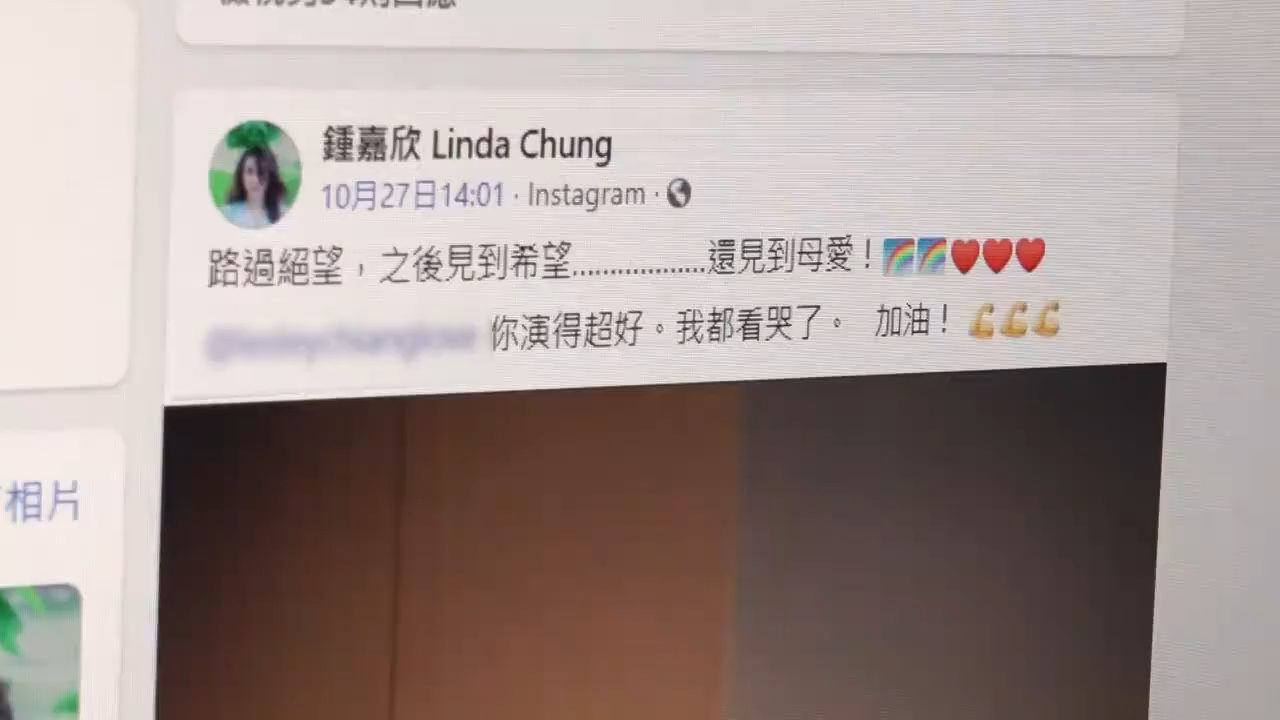 鍾嘉欣 Linda Chung
10月27日14:01 · Instagram ·
路過絕望，之後見到希望..................還見到母愛！🌈🌈❤️❤️❤️
你演得超好。我都看哭了。 加油！💪💪💪
相片